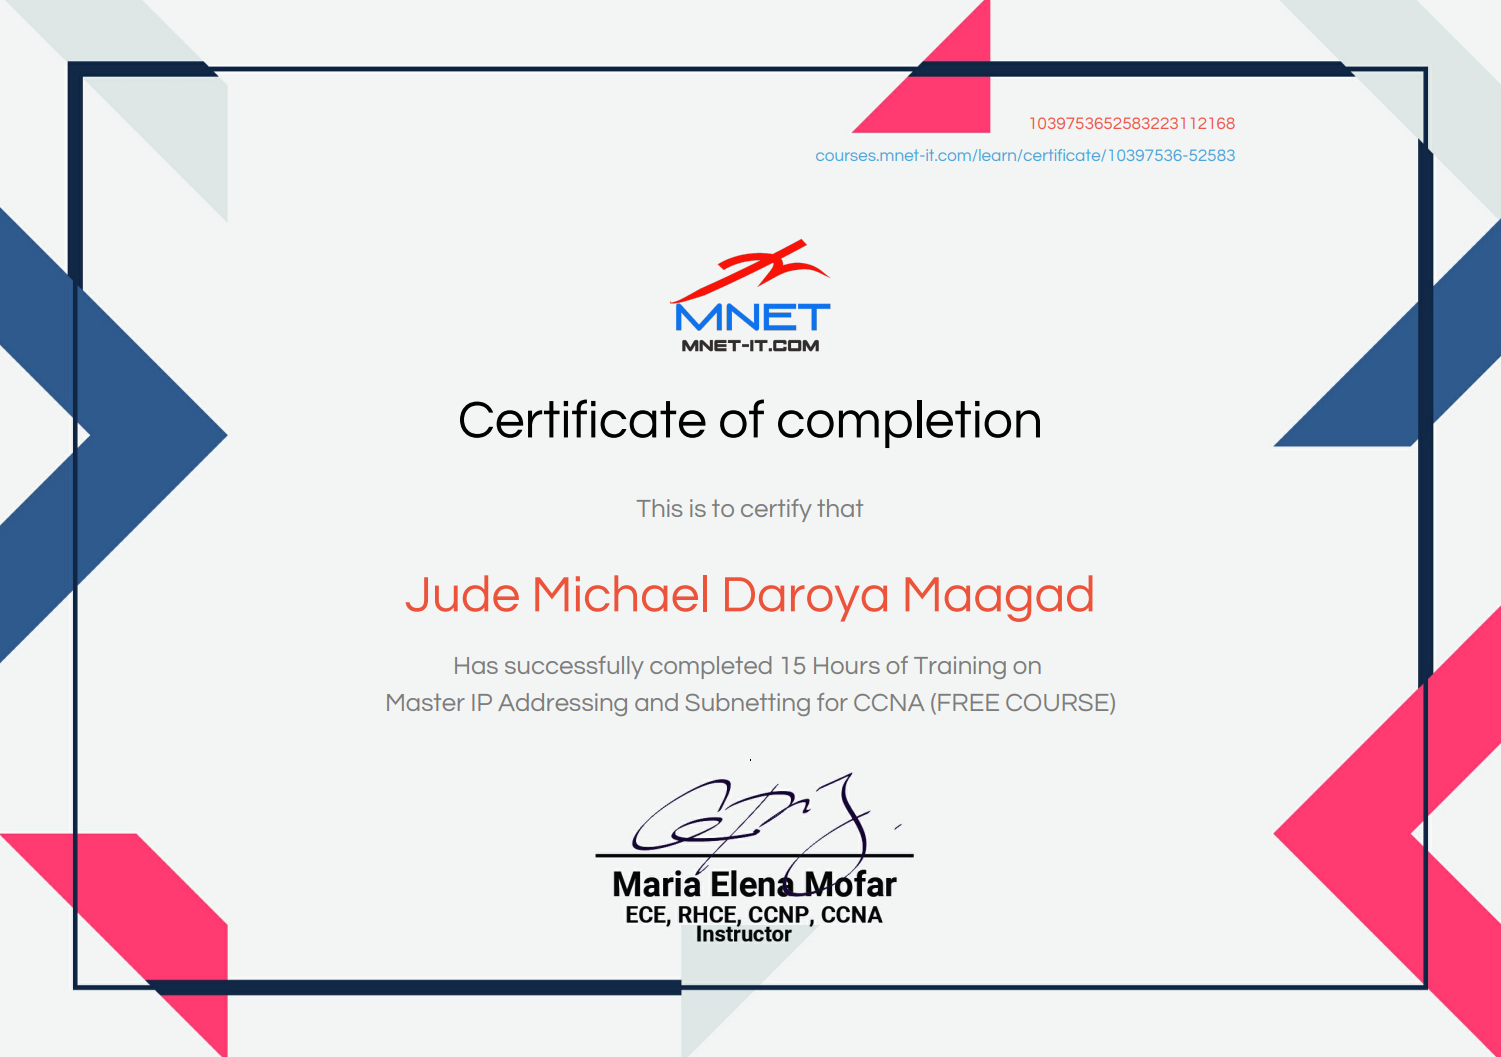 1039753652583223112168
courses.mnet-it.com/learn/certificate/10397536-52583
MNET
MNET-IT.COM
Certificate of completion
This is to certify that
Jude Michael Daroya Maagad
Has successfully completed 15 Hours of Training on
Master IP Addressing and Subnetting for CCNA (FREE COURSE)
Maria Elena Mofar
ECE, RHCE, CCNP, CCNA
Instructor